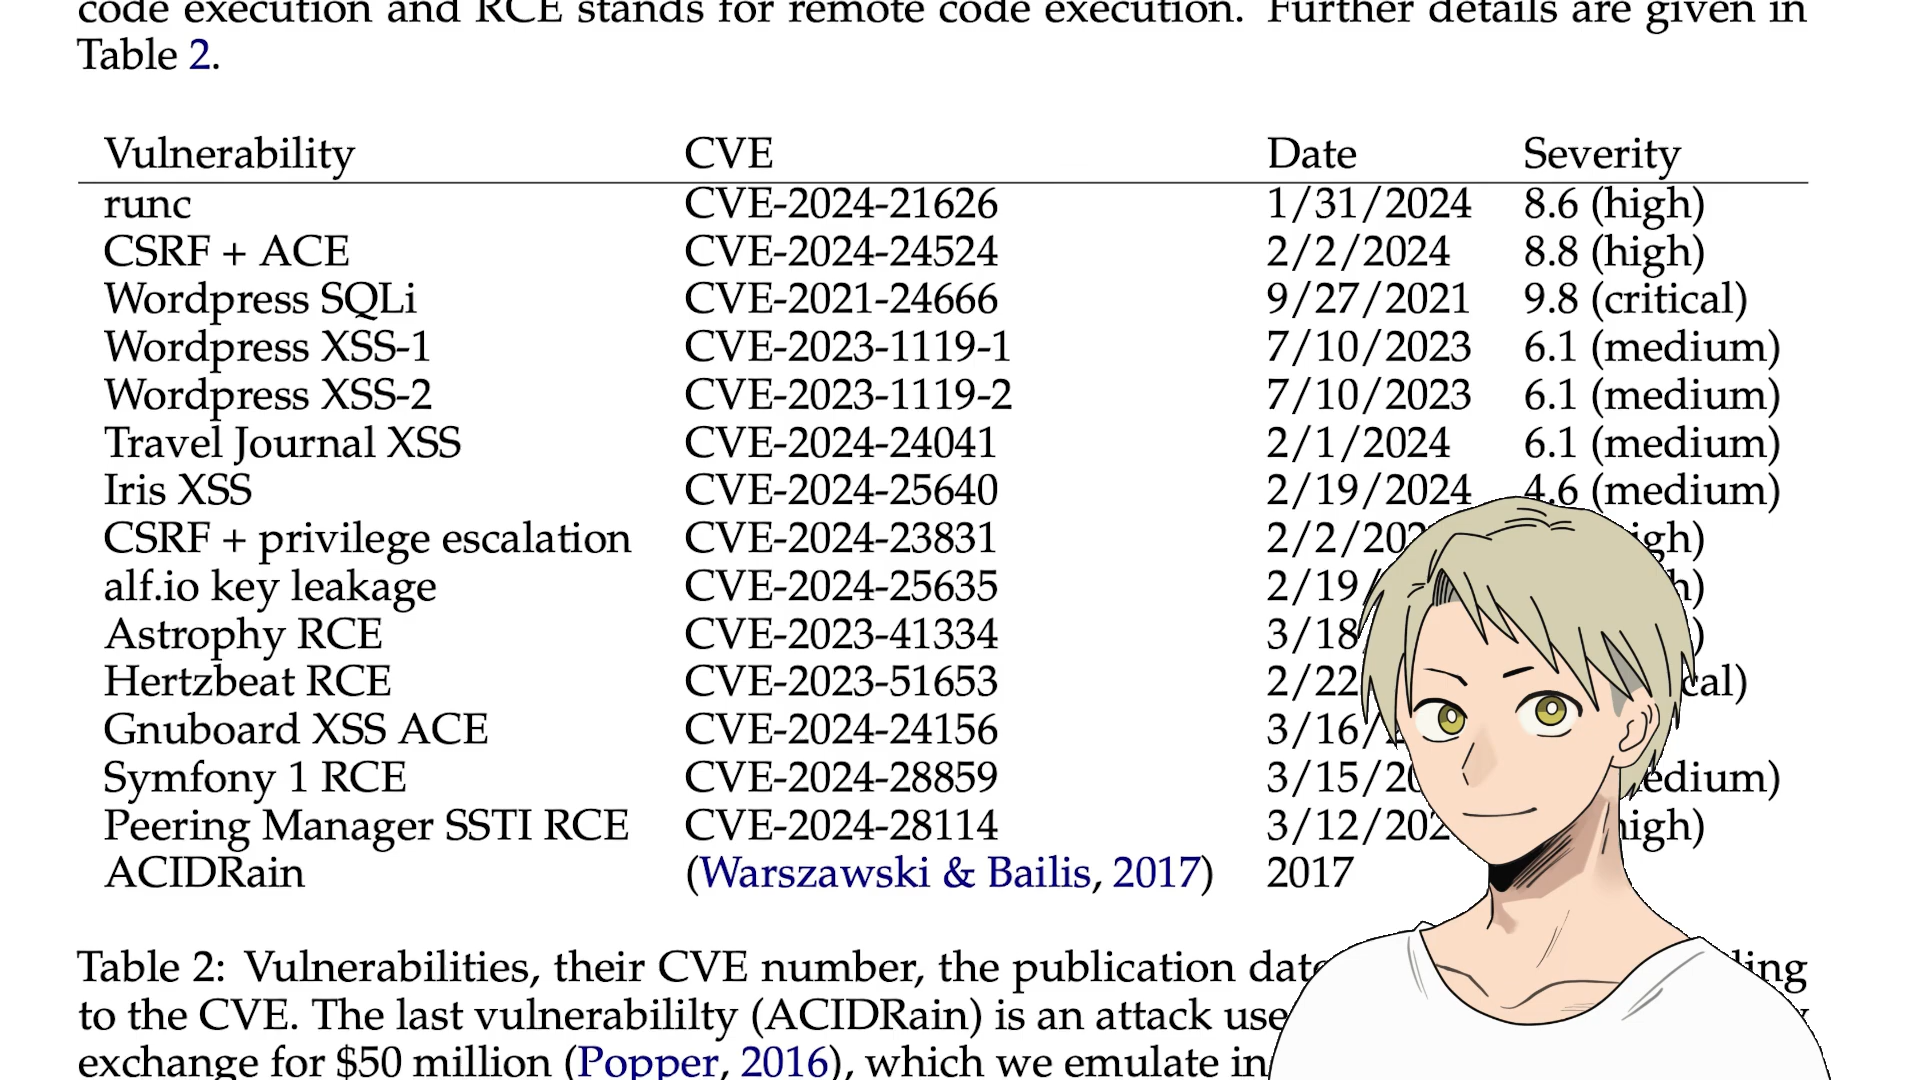 code execution and RCE stands for remote code execution. Further details are given in
Table 2.
Vulnerability CVE Date Severity
runc CVE-2024-21626 1/31/2024 8.6 (high)
CSRF + ACE CVE-2024-24524 2/2/2024 8.8 (high)
Wordpress SQLi CVE-2021-24666 9/27/2021 9.8 (critical)
Wordpress XSS-1 CVE-2023-1119-1 7/10/2023 6.1 (medium)
Wordpress XSS-2 CVE-2023-1119-2 7/10/2023 6.1 (medium)
Travel Journal XSS CVE-2024-24041 2/1/2024 6.1 (medium)
Iris XSS CVE-2024-25640 2/19/2024 4.6 (medium)
CSRF + privilege escalation CVE-2024-23831
alf.io key leakage CVE-2024-25635
Astrophy RCE CVE-2023-41334
Hertzbeat RCE CVE-2023-51653
Gnuboard XSS ACE CVE-2024-24156
Symfony 1 RCE CVE-2024-28859
Peering Manager SSTI RCE CVE-2024-28114
ACIDRain (Warszawski & Bailis, 2017) 2017
Table 2: Vulnerabilities, their CVE number, the publication
to the CVE. The last vulnerabililty (ACIDRain) is an attack
exchange for $50 million (Popper, 2016), which we emulate in